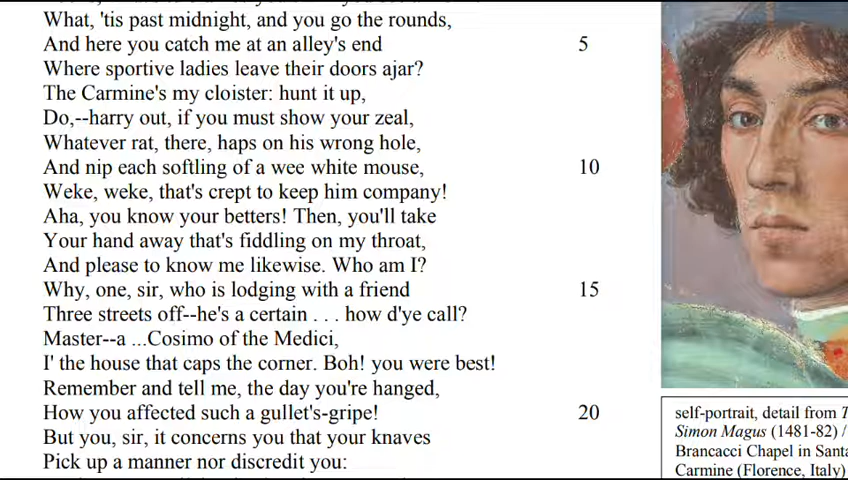 What, 'tis past midnight, and you go the rounds,
And here you catch me at an alley's end
5
Where sportive ladies leave their doors ajar?
The Carmine's my cloister: hunt it up,
Do,--harry out, if you must show your zeal,
Whatever rat, there, haps on his wrong hole,
And nip each softling of a wee white mouse,
10
Weke, weke, that's crept to keep him company!
Aha, you know your betters! Then, you'll take
Your hand away that's fiddling on my throat,
And please to know me likewise. Who am I?
Why, one, sir, who is lodging with a friend
15
Three streets off--he's a certain . . . how d'ye call?
Master--a ...Cosimo of the Medici,
I' the house that caps the corner. Boh! you were best!
Remember and tell me, the day you're hanged,
How you affected such a gullet's-gripe!
20
But you, sir, it concerns you that your knaves
Pick up a manner nor discredit you:
self-portrait, detail from
Simon Magus (1481-82) /
Brancacci Chapel in Santa
Carmine (Florence, Italy)